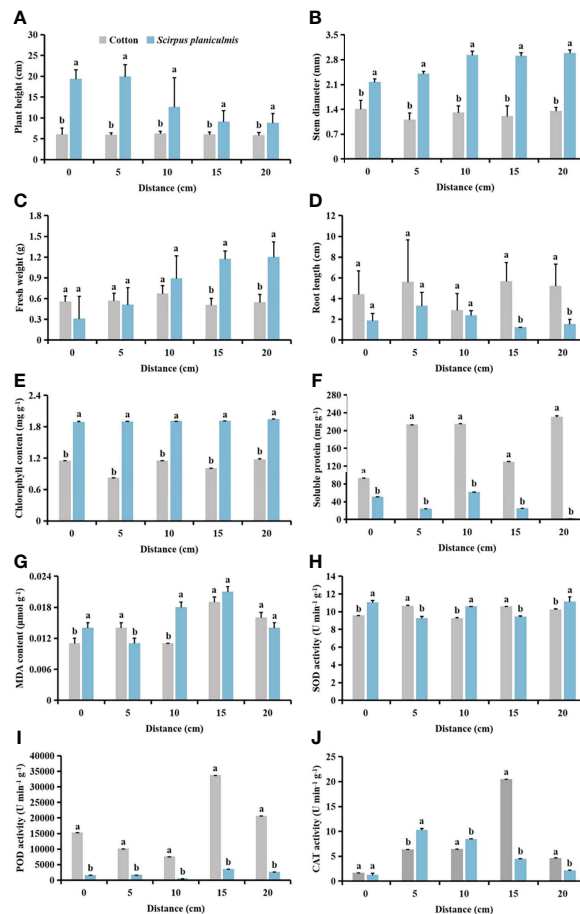 A
Cotton
Scirpus planiculmis
Plant height (cm)
30
25
20
15
10
5
0
b a b a b a b a b a
0 5 10 15 20
Distance (cm)
B
Stem diameter (mm)
3.5
2.8
2.1
1.4
0.7
0
b a b a b a b a b a
0 5 10 15 20
Distance (cm)
C
Fresh weight (g)
1.8
1.5
1.2
0.9
0.6
0.3
0
a a a a a a b a b a
0 5 10 15 20
Distance (cm)
D
Root length (cm)
12
10
8
6
4
2
0
a a a a a a a b a b
0 5 10 15 20
Distance (cm)
E
Chlorophyll content (mg g-1)
2.4
1.8
1.2
0.6
0
b a b a b a b a b a
0 5 10 15 20
Distance (cm)
F
Soluble protein (mg g-1)
280
240
200
160
120
80
40
0
a b a b a b a b a b
0 5 10 15 20
Distance (cm)
G
MDA content (μmol g-1)
0.024
0.018
0.012
0.006
0
b a a b b a a a a a
0 5 10 15 20
Distance (cm)
H
SOD activity (U min-1 g-1)
14
12
10
8
6
4
2
0
b a a b b a a b b a
0 5 10 15 20
Distance (cm)
I
POD activity (U min-1 g-1)
40000
35000
30000
25000
20000
15000
10000
5000
0
a b a b a b a b a b
0 5 10 15 20
Distance (cm)
J
CAT activity (U min-1 g-1)
25
20
15
10
5
0
a a b a b a a b a b
0 5 10 15 20
Distance (cm)